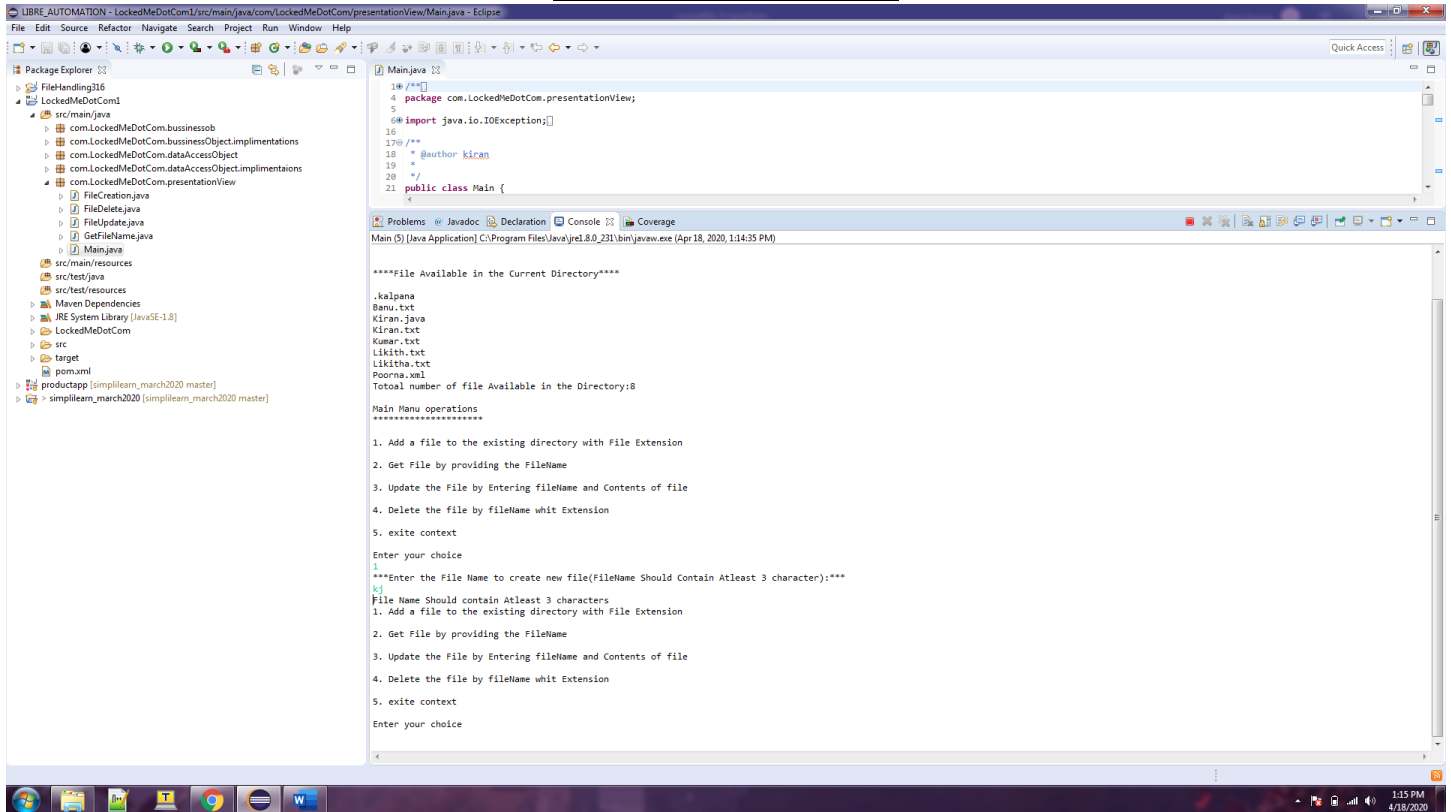 LIBRE_AUTOMATION - LockedMeDotCom1/src/main/java/com/LockedMeDotCom/presentationView/Main.java - Eclipse
File Edit Source Refactor Navigate Search Project Run Window Help
Quick Access
Package Explorer
FileHandling316
LockedMeDotCom1
src/main/java
com.LockedMeDotCom.bussinessob
com.LockedMeDotCom.bussinessObject.implimentations
com.LockedMeDotCom.dataAccessObject
com.LockedMeDotCom.dataAccessObject.implimentaions
com.LockedMeDotCom.presentationView
FileCreation.java
FileDelete.java
FileUpdate.java
GetFileName.java
Main.java
src/main/resources
src/test/java
src/test/resources
Maven Dependencies
JRE System Library [JavaSE-1.8]
LockedMeDotCom
src
target
pom.xml
productapp [simplilearn_march2020 master]
> simplilearn_march2020 [simplilearn_march2020 master]
Main.java
1 /**
4 package com.LockedMeDotCom.presentationView;
5
6 import java.io.IOException;
16
17 /**
18 * @author kiran
19 *
20 */
21 public class Main {
Problems @ Javadoc Declaration Console Coverage
Main (5) [Java Application] C:\Program Files\Java\jre1.8.0_231\bin\javaw.exe (Apr 18, 2020, 1:14:35 PM)
****File Available in the Current Directory****
.kalpana
Banu.txt
Kiran.java
Kiran.txt
Kumar.txt
Likith.txt
Likitha.txt
Poorna.xml
Totoal number of file Available in the Directory:8
Main Manu operations
*********************
1. Add a file to the existing directory with File Extension
2. Get File by providing the FileName
3. Update the File by Entering fileName and Contents of file
4. Delete the file by fileName whit Extension
5. exite context
Enter your choice
1
***Enter the File Name to create new file(FileName Should Contain Atleast 3 character):***
kj
File Name Should contain Atleast 3 characters
1. Add a file to the existing directory with File Extension
2. Get File by providing the FileName
3. Update the File by Entering fileName and Contents of file
4. Delete the file by fileName whit Extension
5. exite context
Enter your choice
1:15 PM
4/18/2020